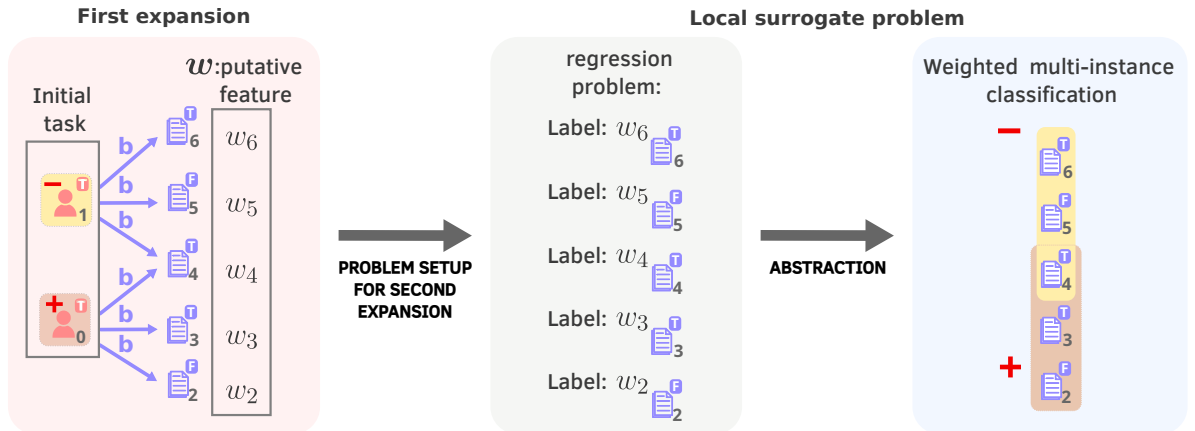 First expansion
Local surrogate problem
w:putative
feature
Initial
task
− T
1
+ T
0
b
b
b
b
b
b
T
6
F
5
T
4
T
3
F
2
w6
w5
w4
w3
w2
PROBLEM SETUP
FOR SECOND
EXPANSION
regression
problem:
Label: w6 T
6
Label: w5 F
5
Label: w4 T
4
Label: w3 T
3
Label: w2 F
2
ABSTRACTION
Weighted multi-instance
classification
−
T
6
F
5
T
4
T
3
+
F
2